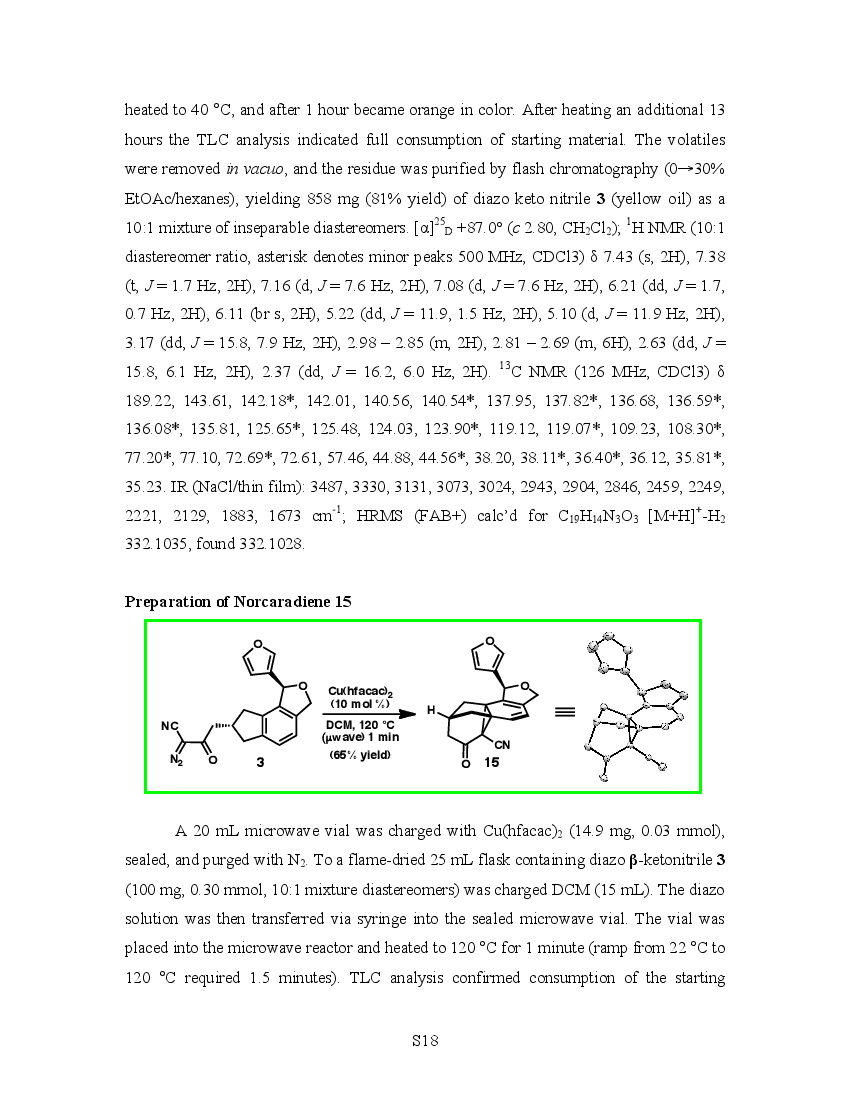 heated to 40 °C, and after 1 hour became orange in color. After heating an additional 13
hours the TLC analysis indicated full consumption of starting material. The volatiles
were removed in vacuo, and the residue was purified by flash chromatography (0→30%
EtOAc/hexanes), yielding 858 mg (81% yield) of diazo keto nitrile 3 (yellow oil) as a
10:1 mixture of inseparable diastereomers. [α]²⁵D +87.0° (c 2.80, CH₂Cl₂); ¹H NMR (10:1
diastereomer ratio, asterisk denotes minor peaks 500 MHz, CDCl3) δ 7.43 (s, 2H), 7.38
(t, J = 1.7 Hz, 2H), 7.16 (d, J = 7.6 Hz, 2H), 7.08 (d, J = 7.6 Hz, 2H), 6.21 (dd, J = 1.7,
0.7 Hz, 2H), 6.11 (br s, 2H), 5.22 (dd, J = 11.9, 1.5 Hz, 2H), 5.10 (d, J = 11.9 Hz, 2H),
3.17 (dd, J = 15.8, 7.9 Hz, 2H), 2.98 – 2.85 (m, 2H), 2.81 – 2.69 (m, 6H), 2.63 (dd, J =
15.8, 6.1 Hz, 2H), 2.37 (dd, J = 16.2, 6.0 Hz, 2H). ¹³C NMR (126 MHz, CDCl3) δ
189.22, 143.61, 142.18*, 142.01, 140.56, 140.54*, 137.95, 137.82*, 136.68, 136.59*,
136.08*, 135.81, 125.65*, 125.48, 124.03, 123.90*, 119.12, 119.07*, 109.23, 108.30*,
77.20*, 77.10, 72.69*, 72.61, 57.46, 44.88, 44.56*, 38.20, 38.11*, 36.40*, 36.12, 35.81*,
35.23. IR (NaCl/thin film): 3487, 3330, 3131, 3073, 3024, 2943, 2904, 2846, 2459, 2249,
2221, 2129, 1883, 1673 cm⁻¹; HRMS (FAB+) calc’d for C₁₉H₁₄N₃O₃ [M+H]⁺-H₂
332.1035, found 332.1028.
Preparation of Norcaradiene 15
O
O
NC
N₂
O
3
Cu(hfacac)₂
(10 mol %)
DCM, 120 °C
(μwave) 1 min
(65% yield)
O
O
H
CN
O
15
≡
A 20 mL microwave vial was charged with Cu(hfacac)₂ (14.9 mg, 0.03 mmol),
sealed, and purged with N₂. To a flame-dried 25 mL flask containing diazo β-ketonitrile 3
(100 mg, 0.30 mmol, 10:1 mixture diastereomers) was charged DCM (15 mL). The diazo
solution was then transferred via syringe into the sealed microwave vial. The vial was
placed into the microwave reactor and heated to 120 °C for 1 minute (ramp from 22 °C to
120 °C required 1.5 minutes). TLC analysis confirmed consumption of the starting
S18